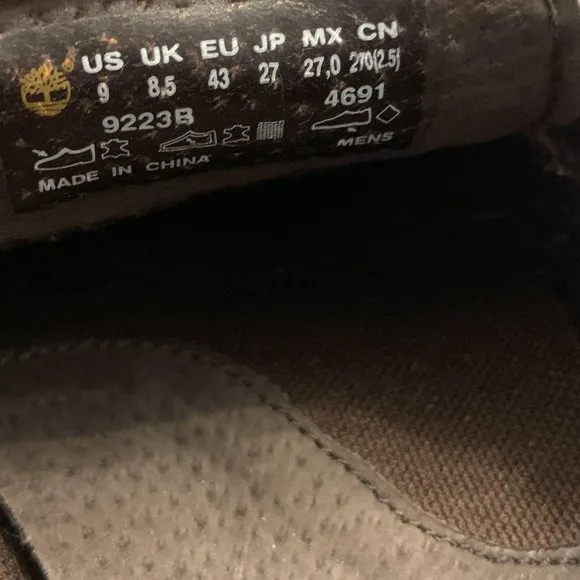 US UK EU JP MX CN
9 8.5 43 27 27,0 270(2.5)
9223B 4691
MENS
MADE IN CHINA